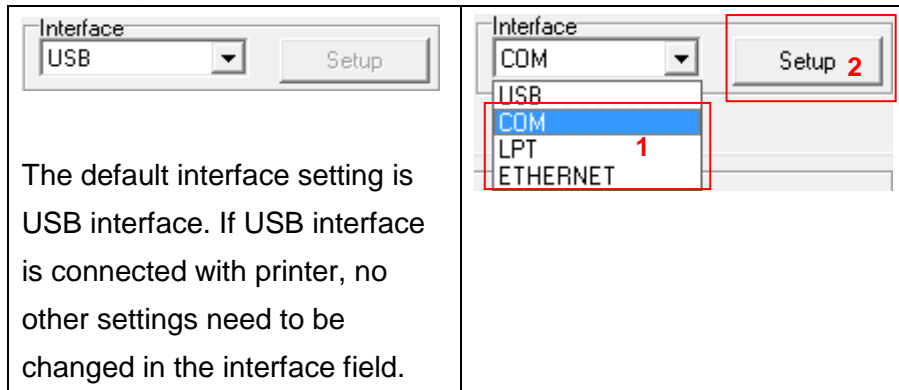 Interface
USB
Setup
The default interface setting is
USB interface. If USB interface
is connected with printer, no
other settings need to be
changed in the interface field.
Interface
COM
Setup 2
USB
COM
LPT 1
ETHERNET